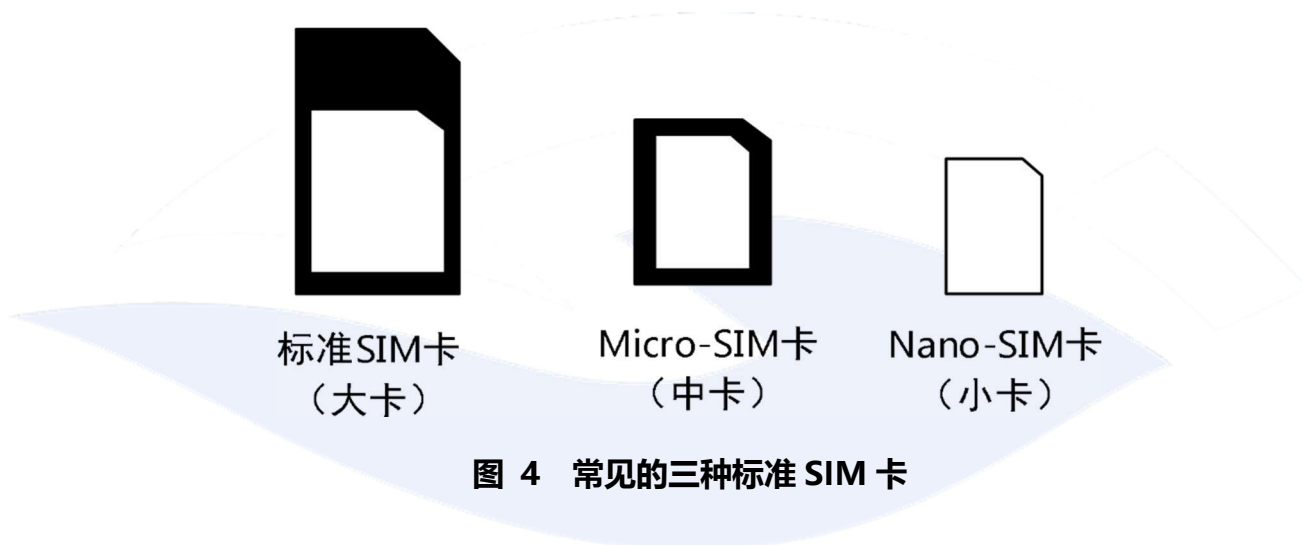 标准SIM卡
（大卡）
Micro-SIM卡
（中卡）
Nano-SIM卡
（小卡）
图 4 常见的三种标准 SIM 卡